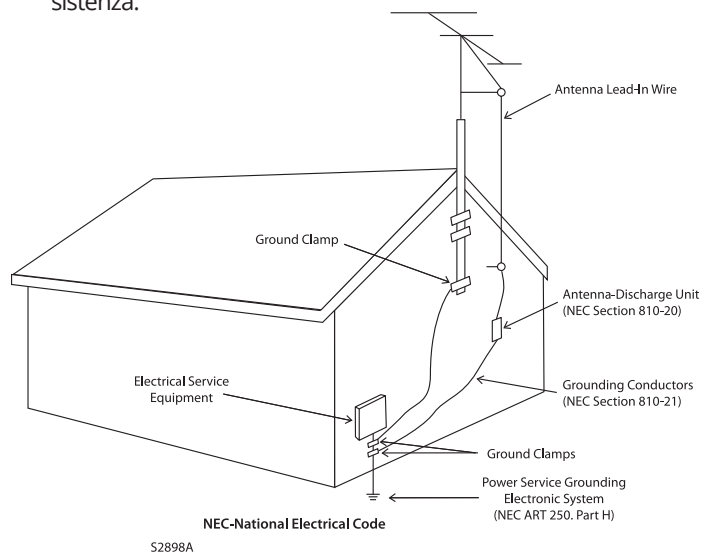 sistenza.
Antenna Lead-In Wire
Ground Clamp
Antenna-Discharge Unit
(NEC Section 810-20)
Electrical Service
Equipment
Grounding Conductors
(NEC Section 810-21)
Ground Clamps
Power Service Grounding
Electronic System
(NEC ART 250. Part H)
NEC-National Electrical Code
S2898A